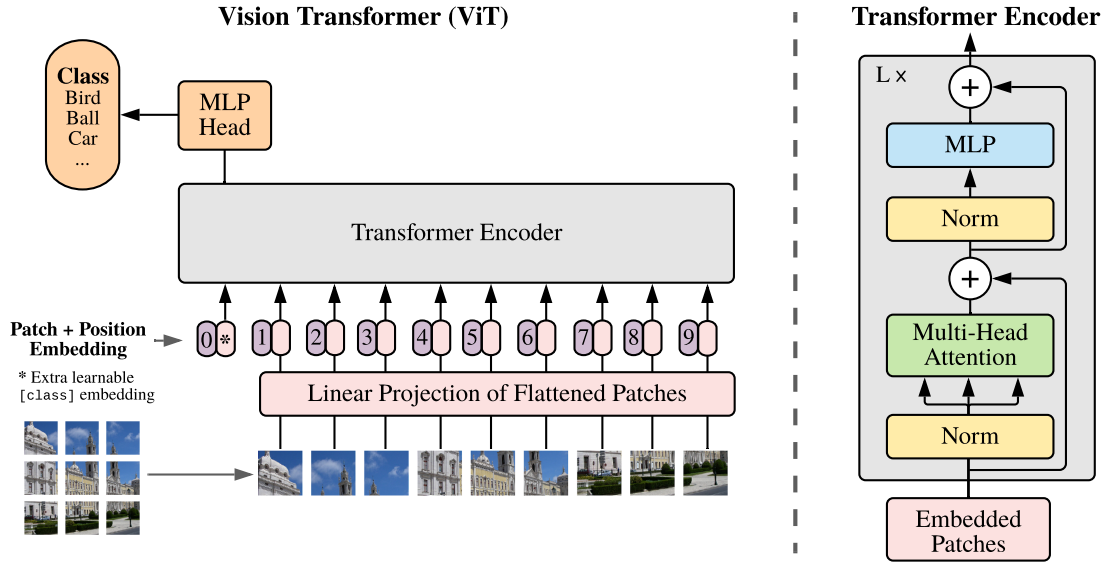 Vision Transformer (ViT)
Class
Bird
Ball
Car
...
MLP
Head
Transformer Encoder
Patch + Position
Embedding
0 * 1 2 3 4 5 6 7 8 9
* Extra learnable
[class] embedding
Linear Projection of Flattened Patches
Transformer Encoder
L ×
+
MLP
Norm
+
Multi-Head
Attention
Norm
Embedded
Patches